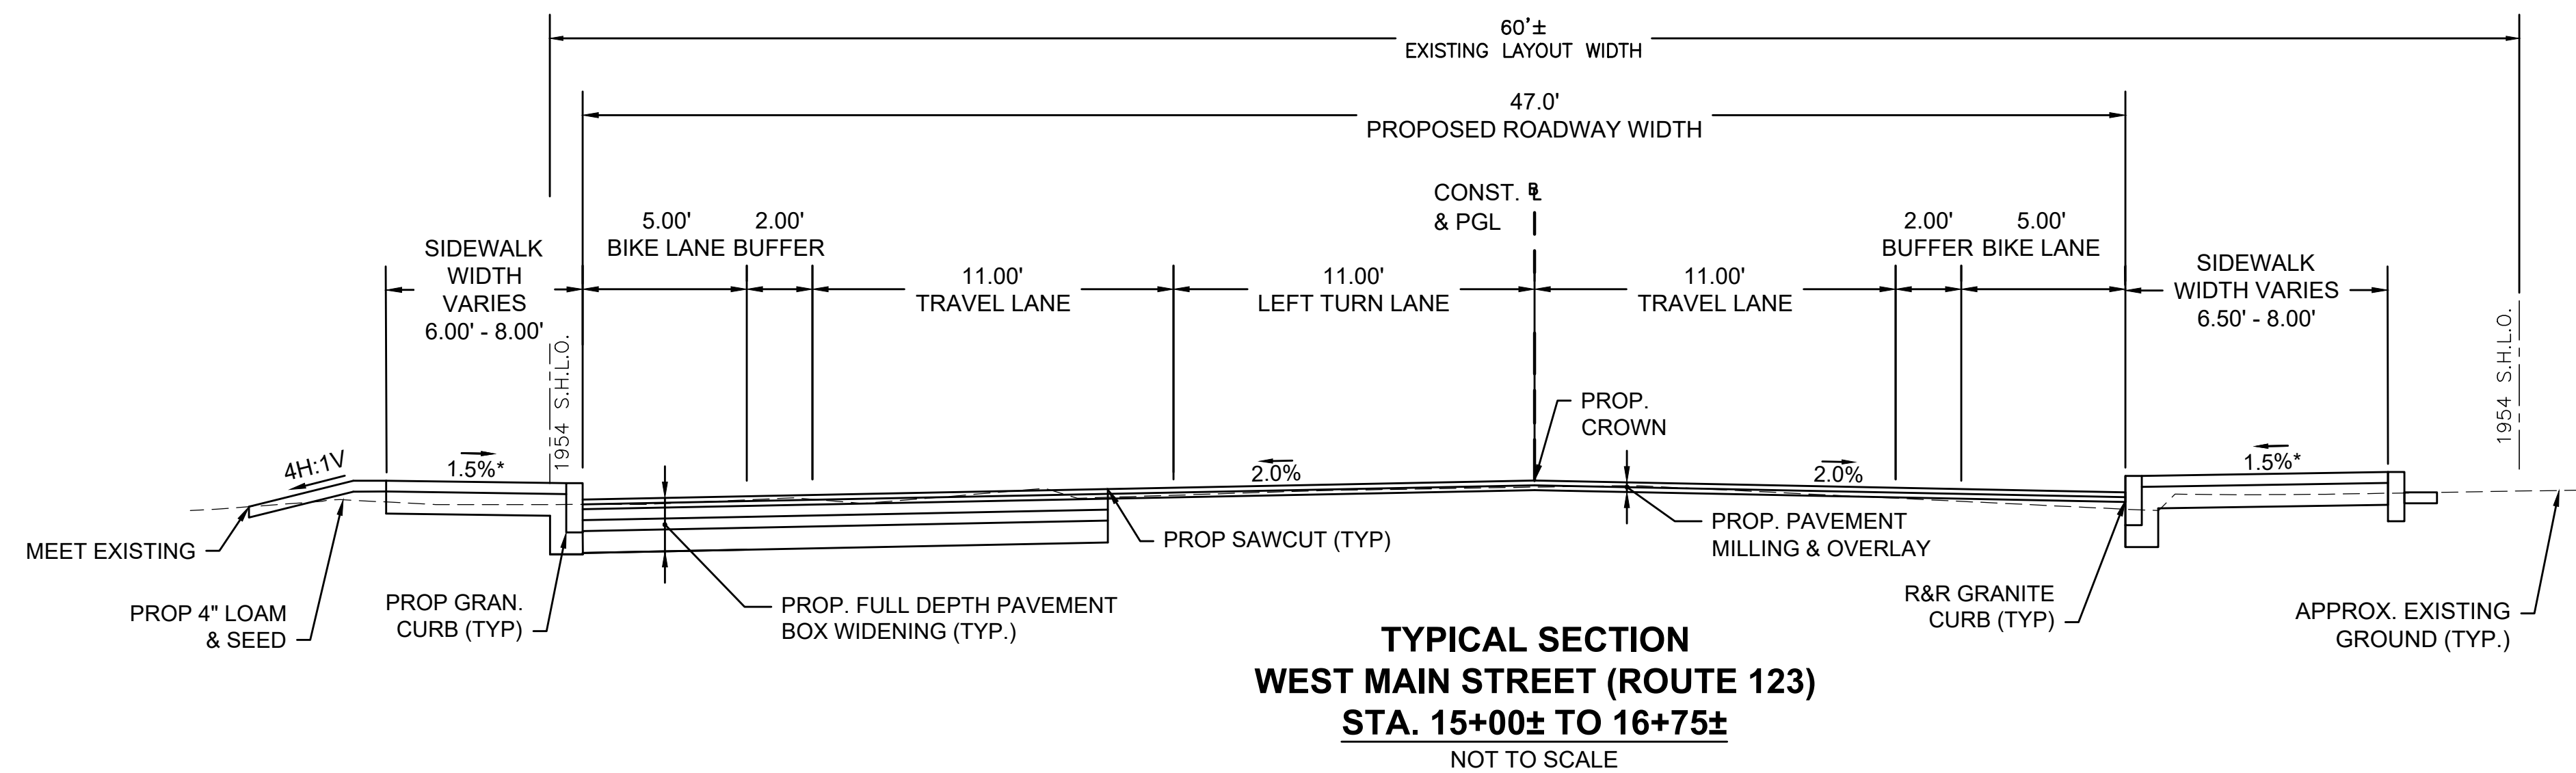 60'±
EXISTING LAYOUT WIDTH
47.0'
PROPOSED ROADWAY WIDTH
CONST. ℄
& PGL
SIDEWALK
WIDTH
VARIES
6.00' - 8.00'
5.00'
BIKE LANE
2.00'
BUFFER
11.00'
TRAVEL LANE
11.00'
LEFT TURN LANE
11.00'
TRAVEL LANE
2.00'
BUFFER
5.00'
BIKE LANE
SIDEWALK
WIDTH VARIES
6.50' - 8.00'
1954 S.H.L.O.
1954 S.H.L.O.
4H:1V
1.5%*
2.0%
PROP.
CROWN
2.0%
1.5%*
MEET EXISTING
PROP 4" LOAM
& SEED
PROP GRAN.
CURB (TYP)
PROP. FULL DEPTH PAVEMENT
BOX WIDENING (TYP.)
PROP SAWCUT (TYP)
PROP. PAVEMENT
MILLING & OVERLAY
R&R GRANITE
CURB (TYP)
APPROX. EXISTING
GROUND (TYP.)
TYPICAL SECTION
WEST MAIN STREET (ROUTE 123)
STA. 15+00± TO 16+75±
NOT TO SCALE